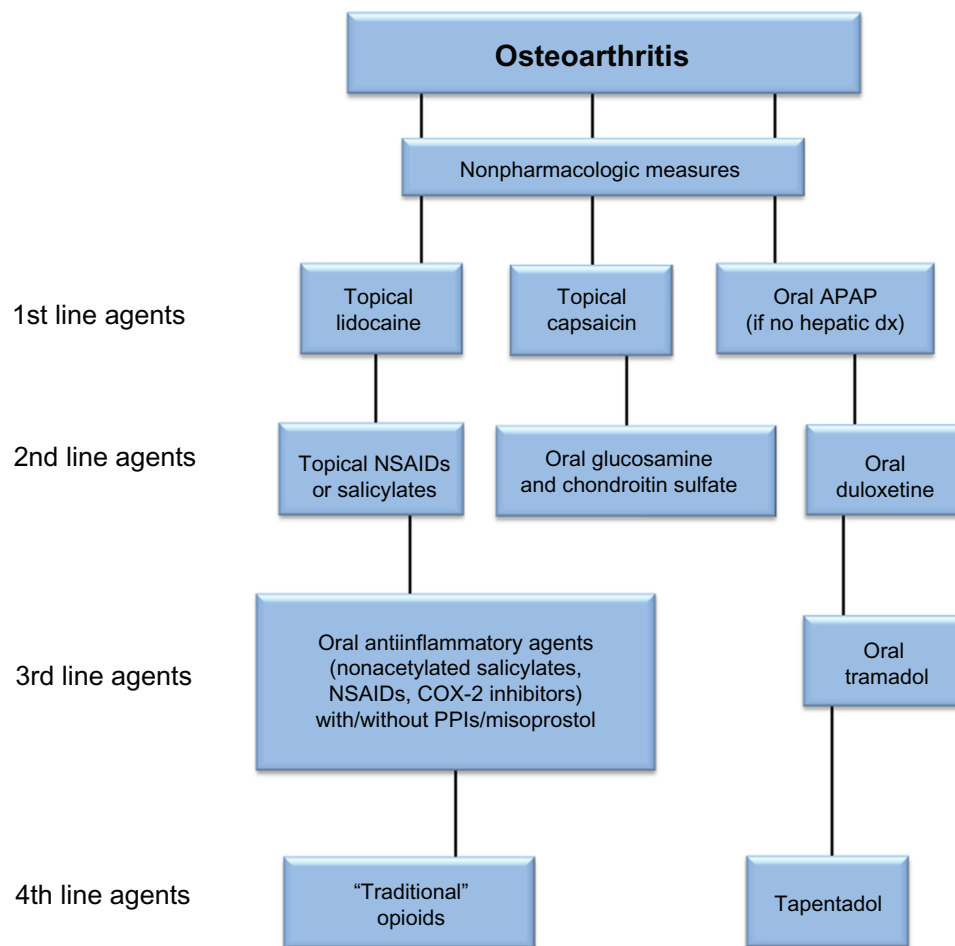 Osteoarthritis
Nonpharmacologic measures
1st line agents
Topical
lidocaine
Topical
capsaicin
Oral APAP
(if no hepatic dx)
2nd line agents
Topical NSAIDs
or salicylates
Oral glucosamine
and chondroitin sulfate
Oral
duloxetine
3rd line agents
Oral antiinflammatory agents
(nonacetylated salicylates,
NSAIDs, COX-2 inhibitors)
with/without PPIs/misoprostol
Oral
tramadol
4th line agents
“Traditional”
opioids
Tapentadol